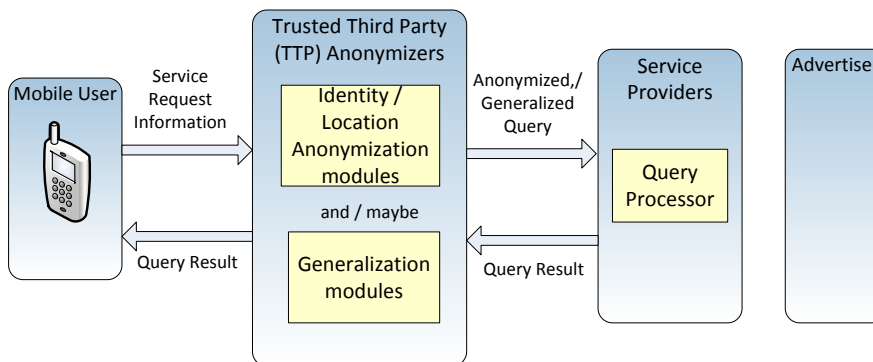 Mobile User
Service
Request
Information
Query Result
Trusted Third Party
(TTP) Anonymizers
Identity /
Location
Anonymization
modules
and / maybe
Generalization
modules
Anonymized,/
Generalized
Query
Query Result
Service
Providers
Query
Processor
Advertise